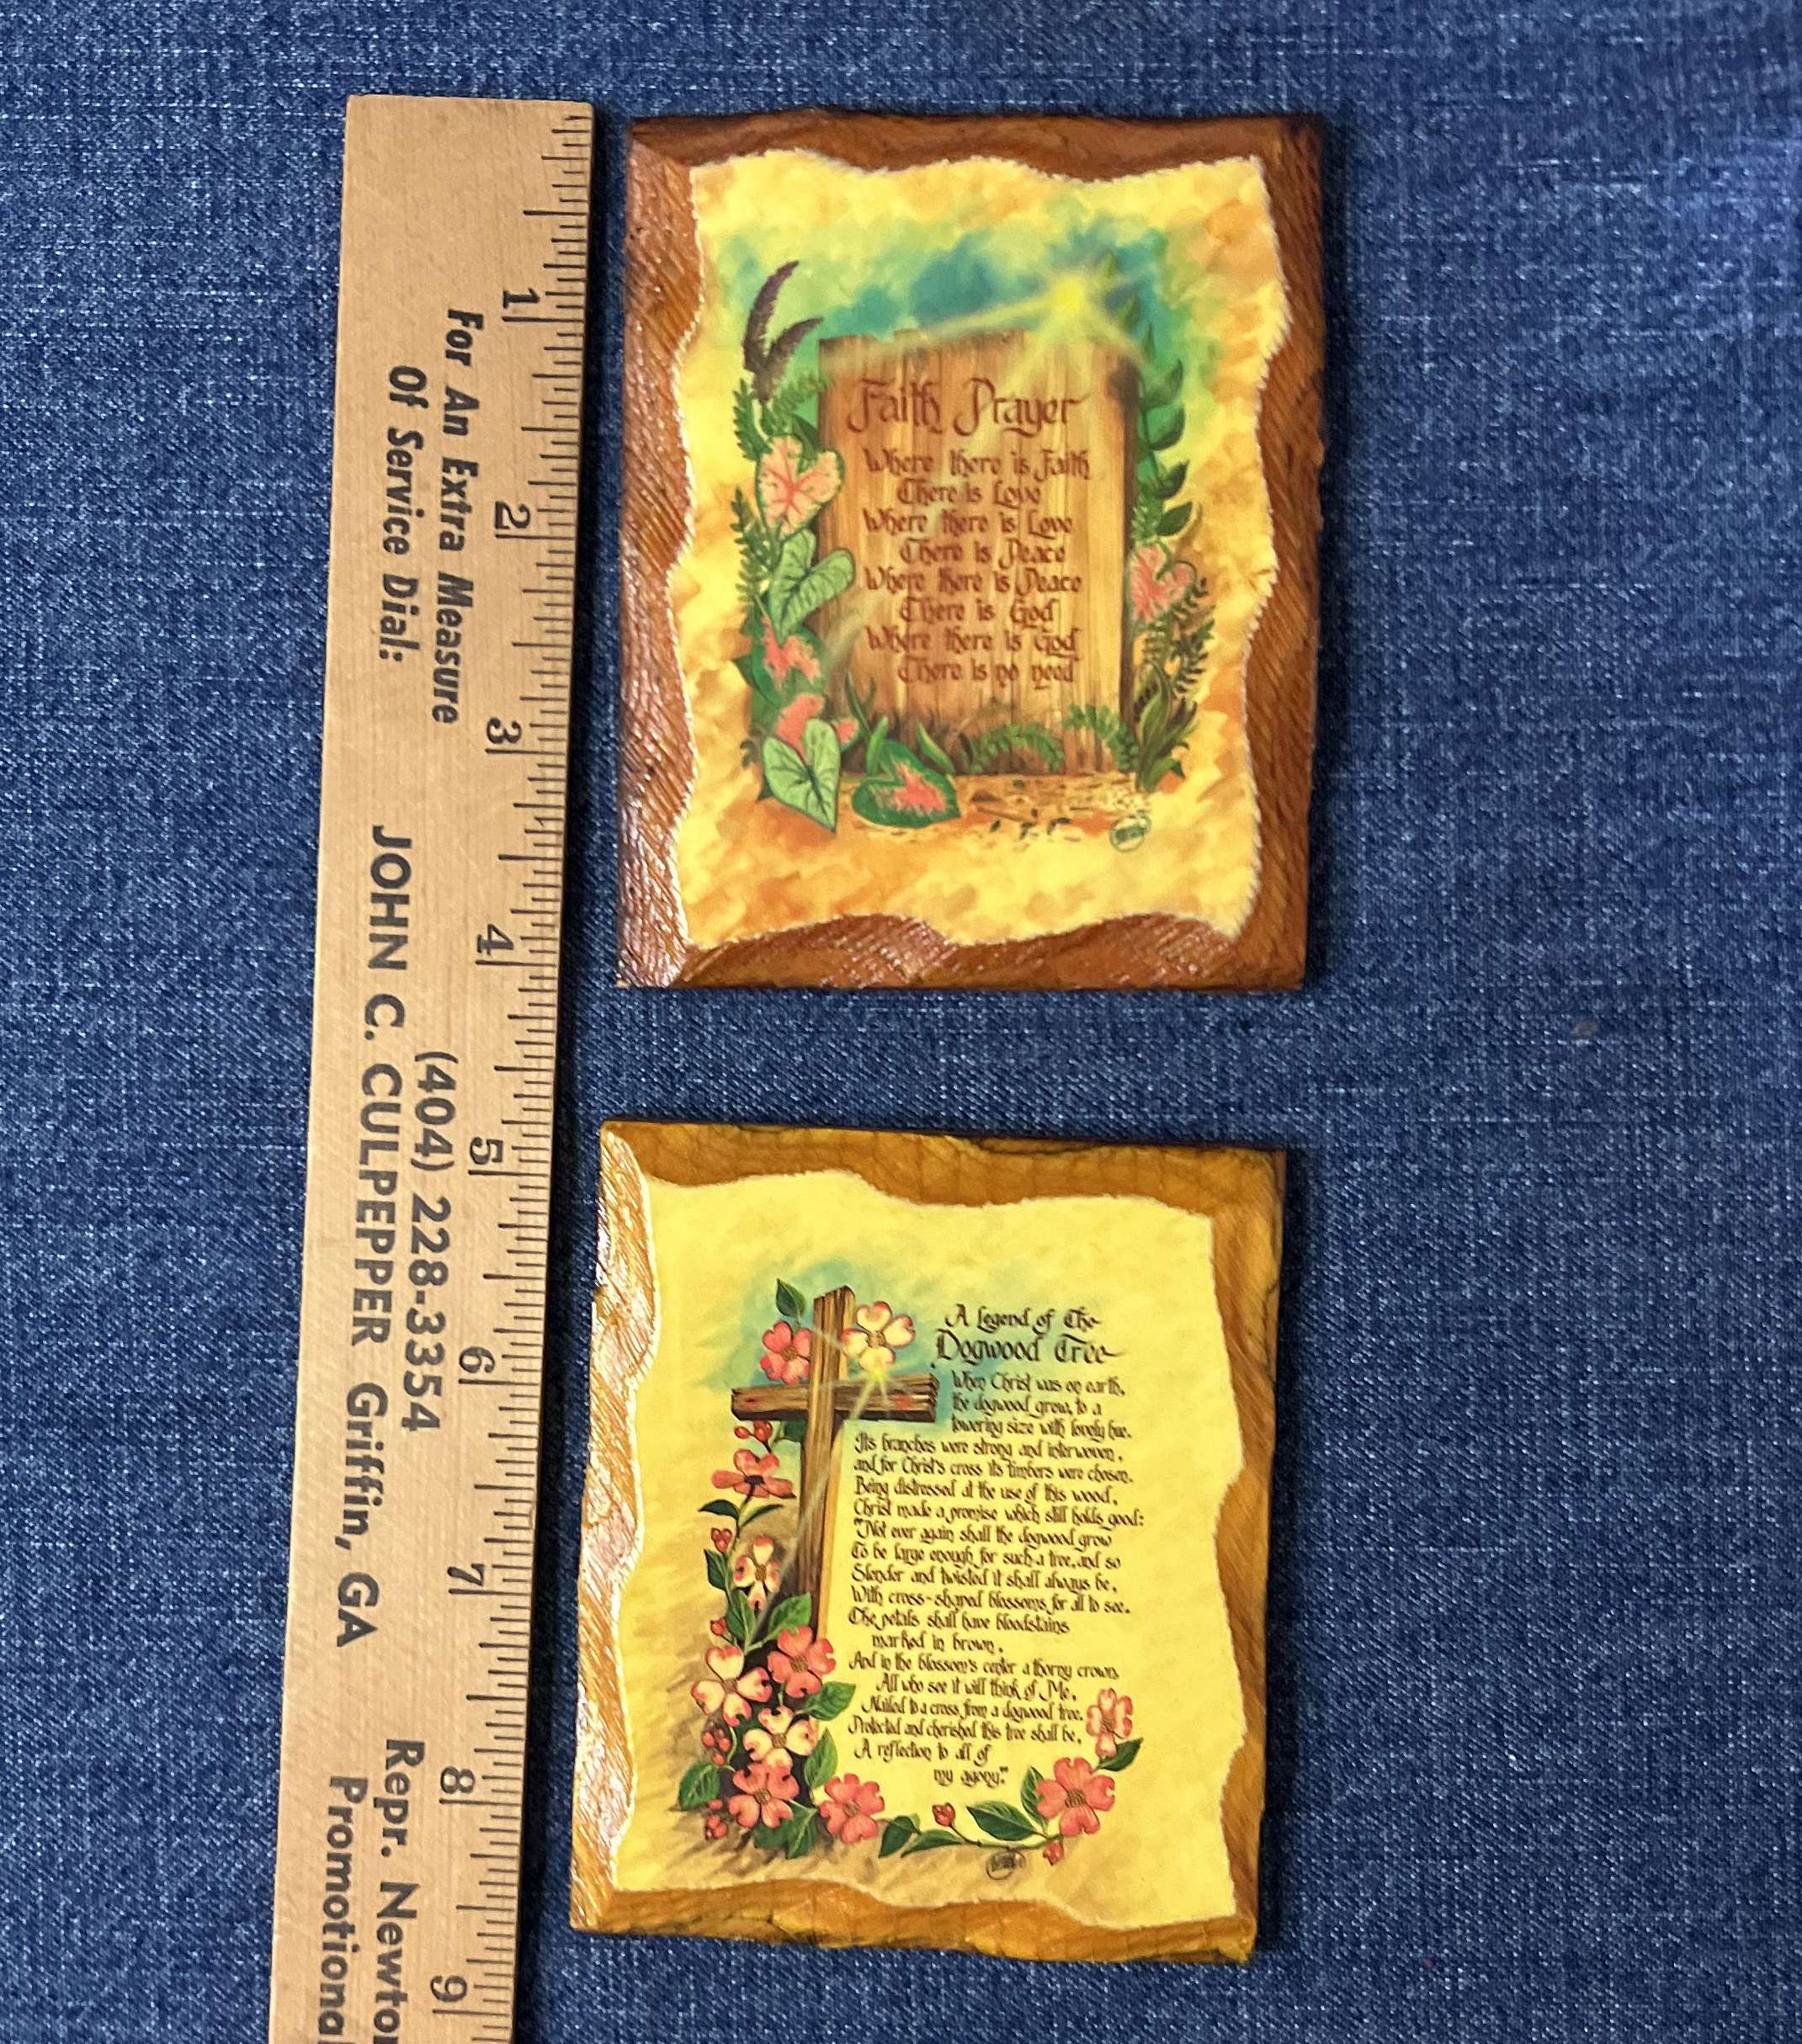 1
2
3
4
5
6
7
8
9
For An Extra Measure
Of Service Dial:
(404) 228-3354
JOHN C. CULPEPPER Griffin, GA
Repr. Newto
Promotiona
Faith Prayer
Where there is Faith
There is Love
Where there is Love
There is Peace
Where there is Peace
There is God
Where there is God
There is no need
A Legend of The
Dogwood Tree
When Christ was on earth,
the dogwood grew, to a
towering size with lovely hue.
Its branches were strong and interwoven,
and for Christ's cross its timbers were chosen.
Being distressed at the use of this wood,
Christ made a promise which still holds good:
"Not ever again shall the dogwood grow
To be large enough for such a tree, and so
Slender and twisted it shall always be,
With cross-shaped blossoms for all to see.
The petals shall have bloodstains
marked in brown,
And in the blossom's center a thorny crown,
All who see it will think of Me,
Nailed to a cross from a dogwood tree.
Protected and cherished this tree shall be,
A reflection to all of
my agony."